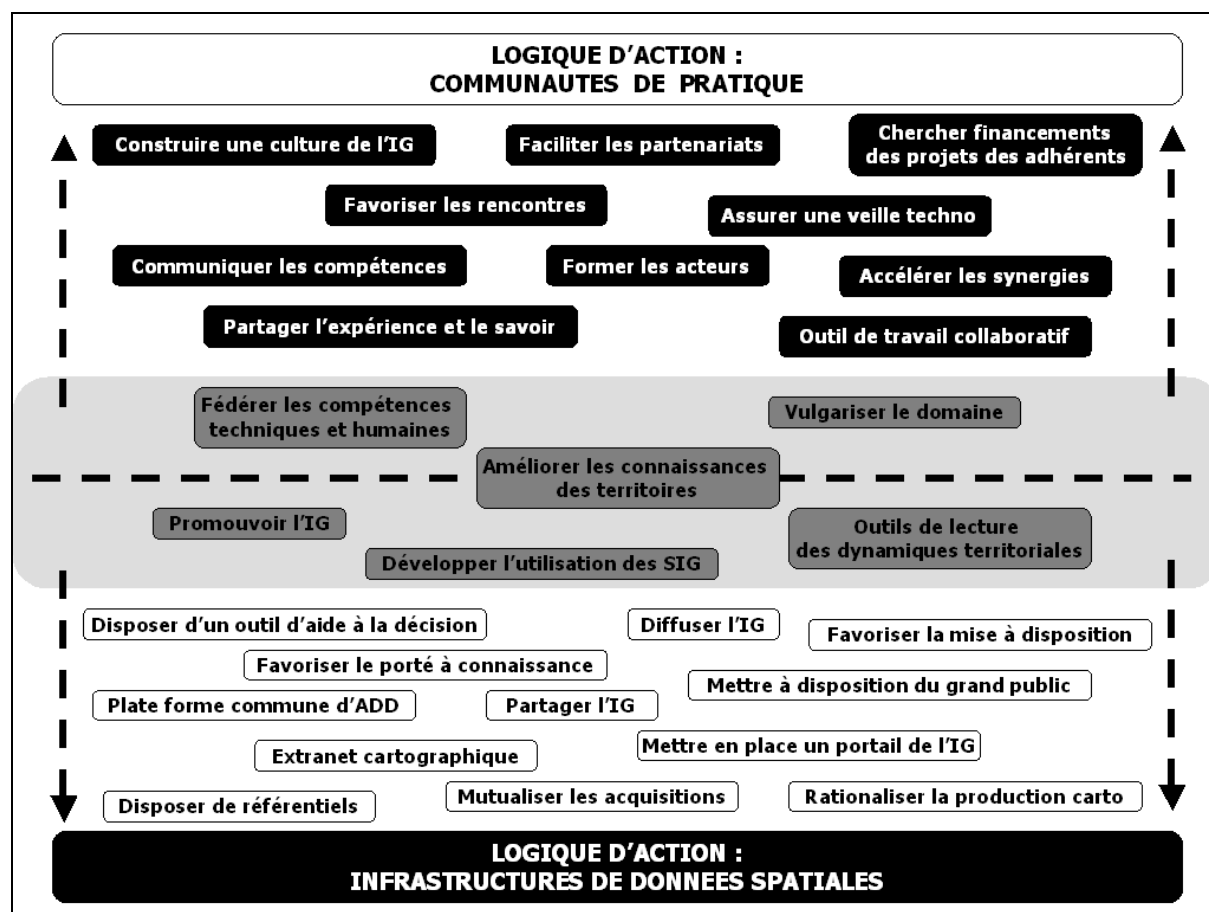 LOGIQUE D'ACTION :
COMMUNAUTES DE PRATIQUE
Construire une culture de l'IG
Faciliter les partenariats
Chercher financements
des projets des adhérents
Favoriser les rencontres
Assurer une veille techno
Communiquer les compétences
Former les acteurs
Accélérer les synergies
Partager l'expérience et le savoir
Outil de travail collaboratif
Fédérer les compétences
techniques et humaines
Vulgariser le domaine
Améliorer les connaissances
des territoires
Promouvoir l'IG
Outils de lecture
des dynamiques territoriales
Développer l'utilisation des SIG
Disposer d'un outil d'aide à la décision
Diffuser l'IG
Favoriser la mise à disposition
Favoriser le porté à connaissance
Mettre à disposition du grand public
Plate forme commune d'ADD
Partager l'IG
Extranet cartographique
Mettre en place un portail de l'IG
Disposer de référentiels
Mutualiser les acquisitions
Rationaliser la production carto
LOGIQUE D'ACTION :
INFRASTRUCTURES DE DONNEES SPATIALES